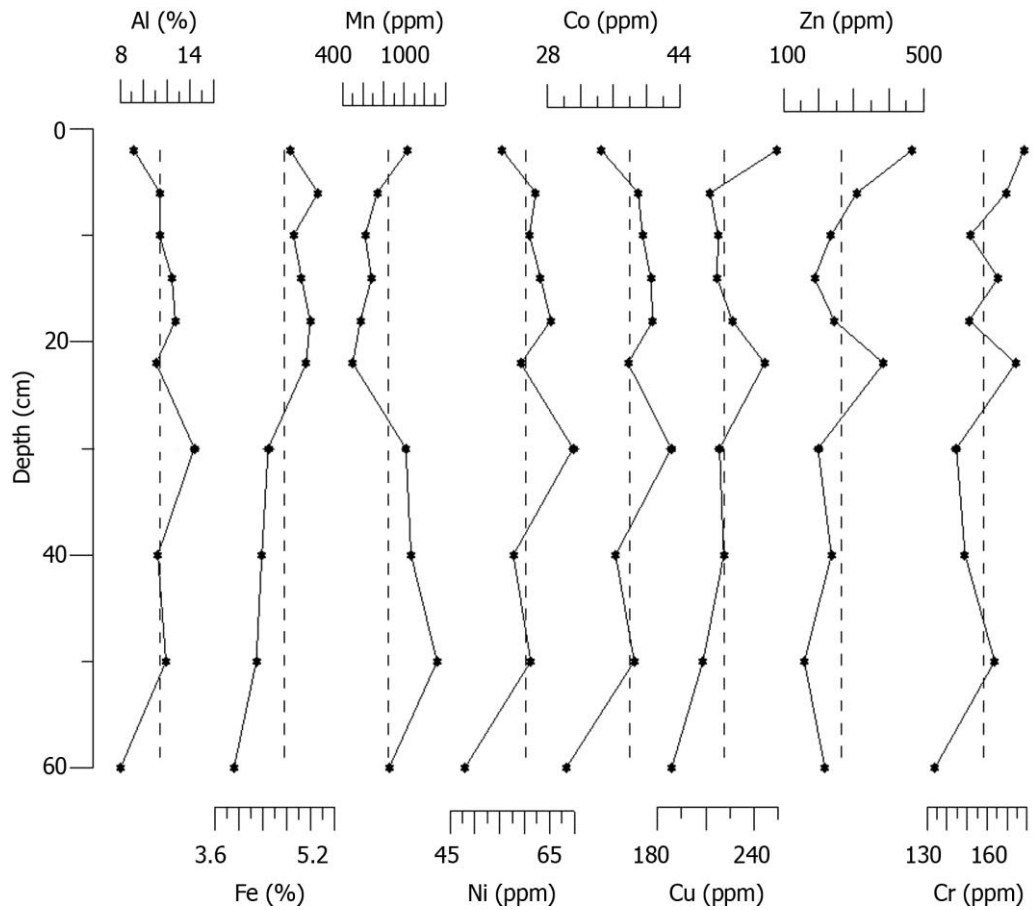 Al (%) Mn (ppm) Co (ppm) Zn (ppm)
8 14 400 1000 28 44 100 500
0
20
Depth (cm)
40
60
3.6 5.2 45 65 180 240 130 160
Fe (%) Ni (ppm) Cu (ppm) Cr (ppm)